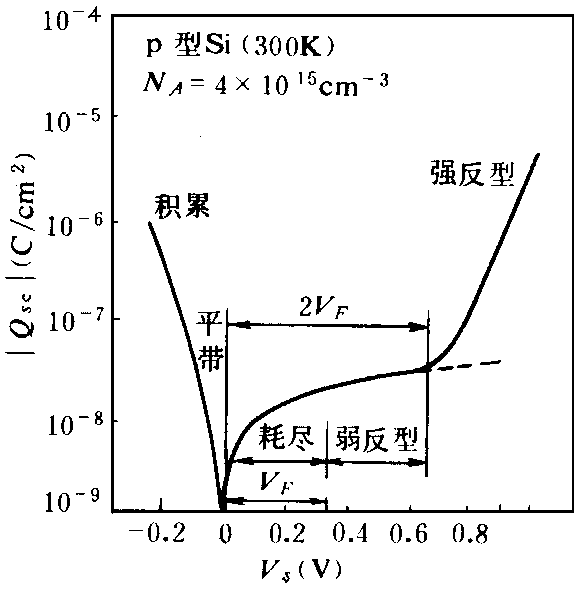 10⁻⁴
p 型 Si (300K)
N_A = 4 × 10¹⁵cm⁻³
10⁻⁵
强反型
积累
10⁻⁶
|Q_sc| (C/cm²)
10⁻⁷
平带
2V_F
10⁻⁸
耗尽
弱反型
V_F
10⁻⁹
-0.2 0 0.2 0.4 0.6 0.8
V_s (V)